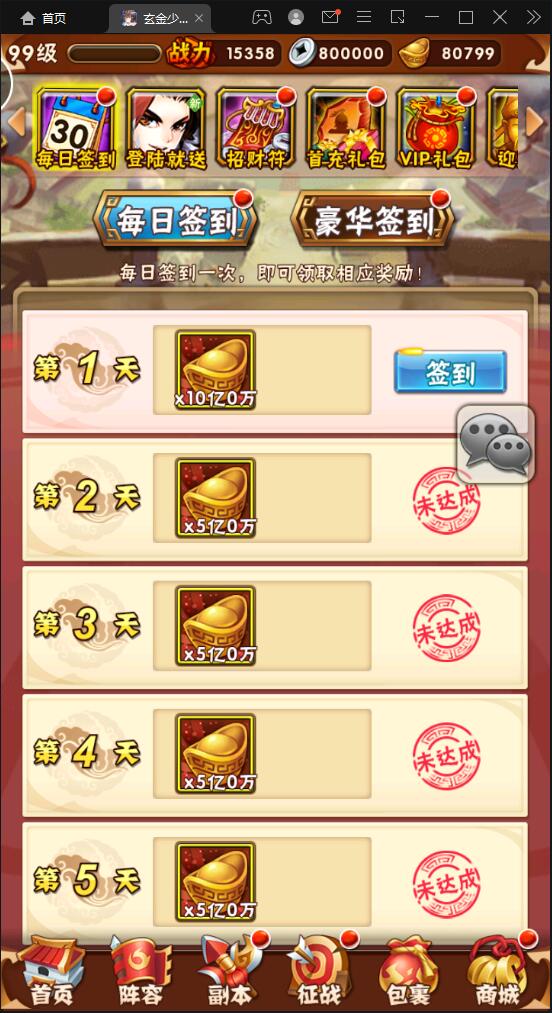 首页 玄金少...
99级 战力 15358 800000 80799
30 新
每日签到 登陆就送 招财符 首充礼包 VIP礼包 迎
每日签到 豪华签到
每日签到一次，即可领取相应奖励！
第1天 x10亿0万 签到
第2天 x5亿0万 未达成
第3天 x5亿0万 未达成
第4天 x5亿0万 未达成
第5天 x5亿0万 未达成
首页 阵容 副本 征战 包裹 商城